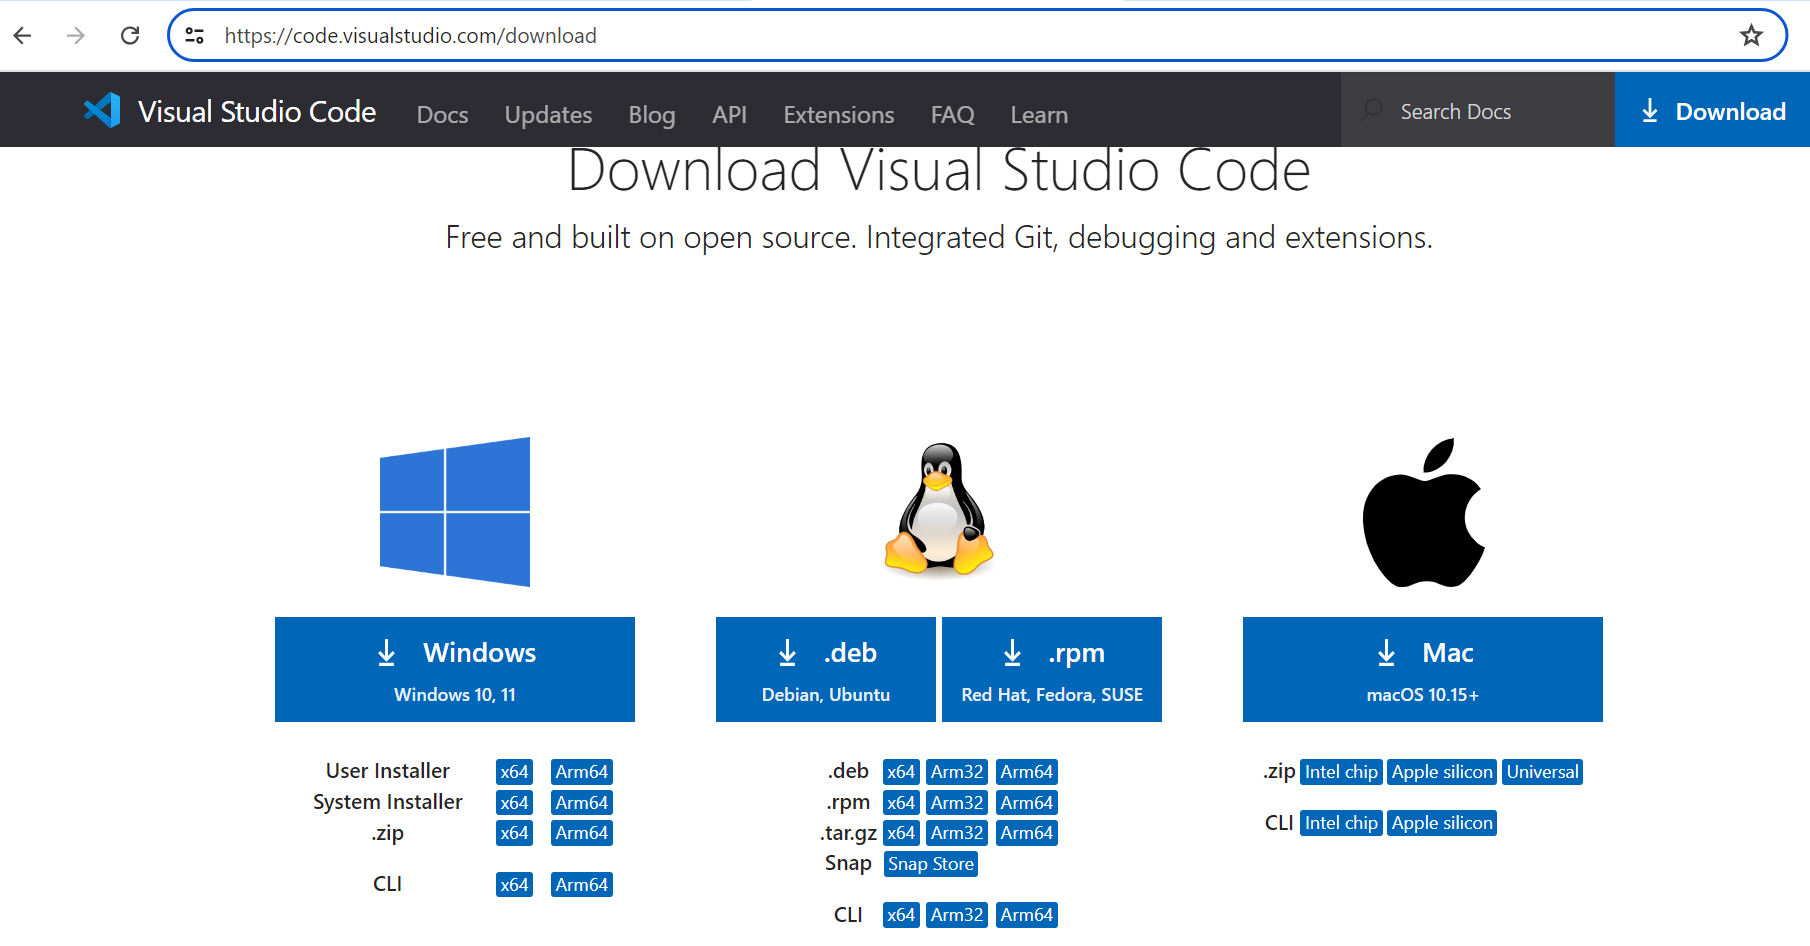 https://code.visualstudio.com/download
Visual Studio Code Docs Updates Blog API Extensions FAQ Learn Search Docs Download
Download Visual Studio Code
Free and built on open source. Integrated Git, debugging and extensions.
Windows
Windows 10, 11
User Installer x64 Arm64
System Installer x64 Arm64
.zip x64 Arm64
CLI x64 Arm64
.deb
Debian, Ubuntu
.rpm
Red Hat, Fedora, SUSE
.deb x64 Arm32 Arm64
.rpm x64 Arm32 Arm64
.tar.gz x64 Arm32 Arm64
Snap Snap Store
CLI x64 Arm32 Arm64
Mac
macOS 10.15+
.zip Intel chip Apple silicon Universal
CLI Intel chip Apple silicon